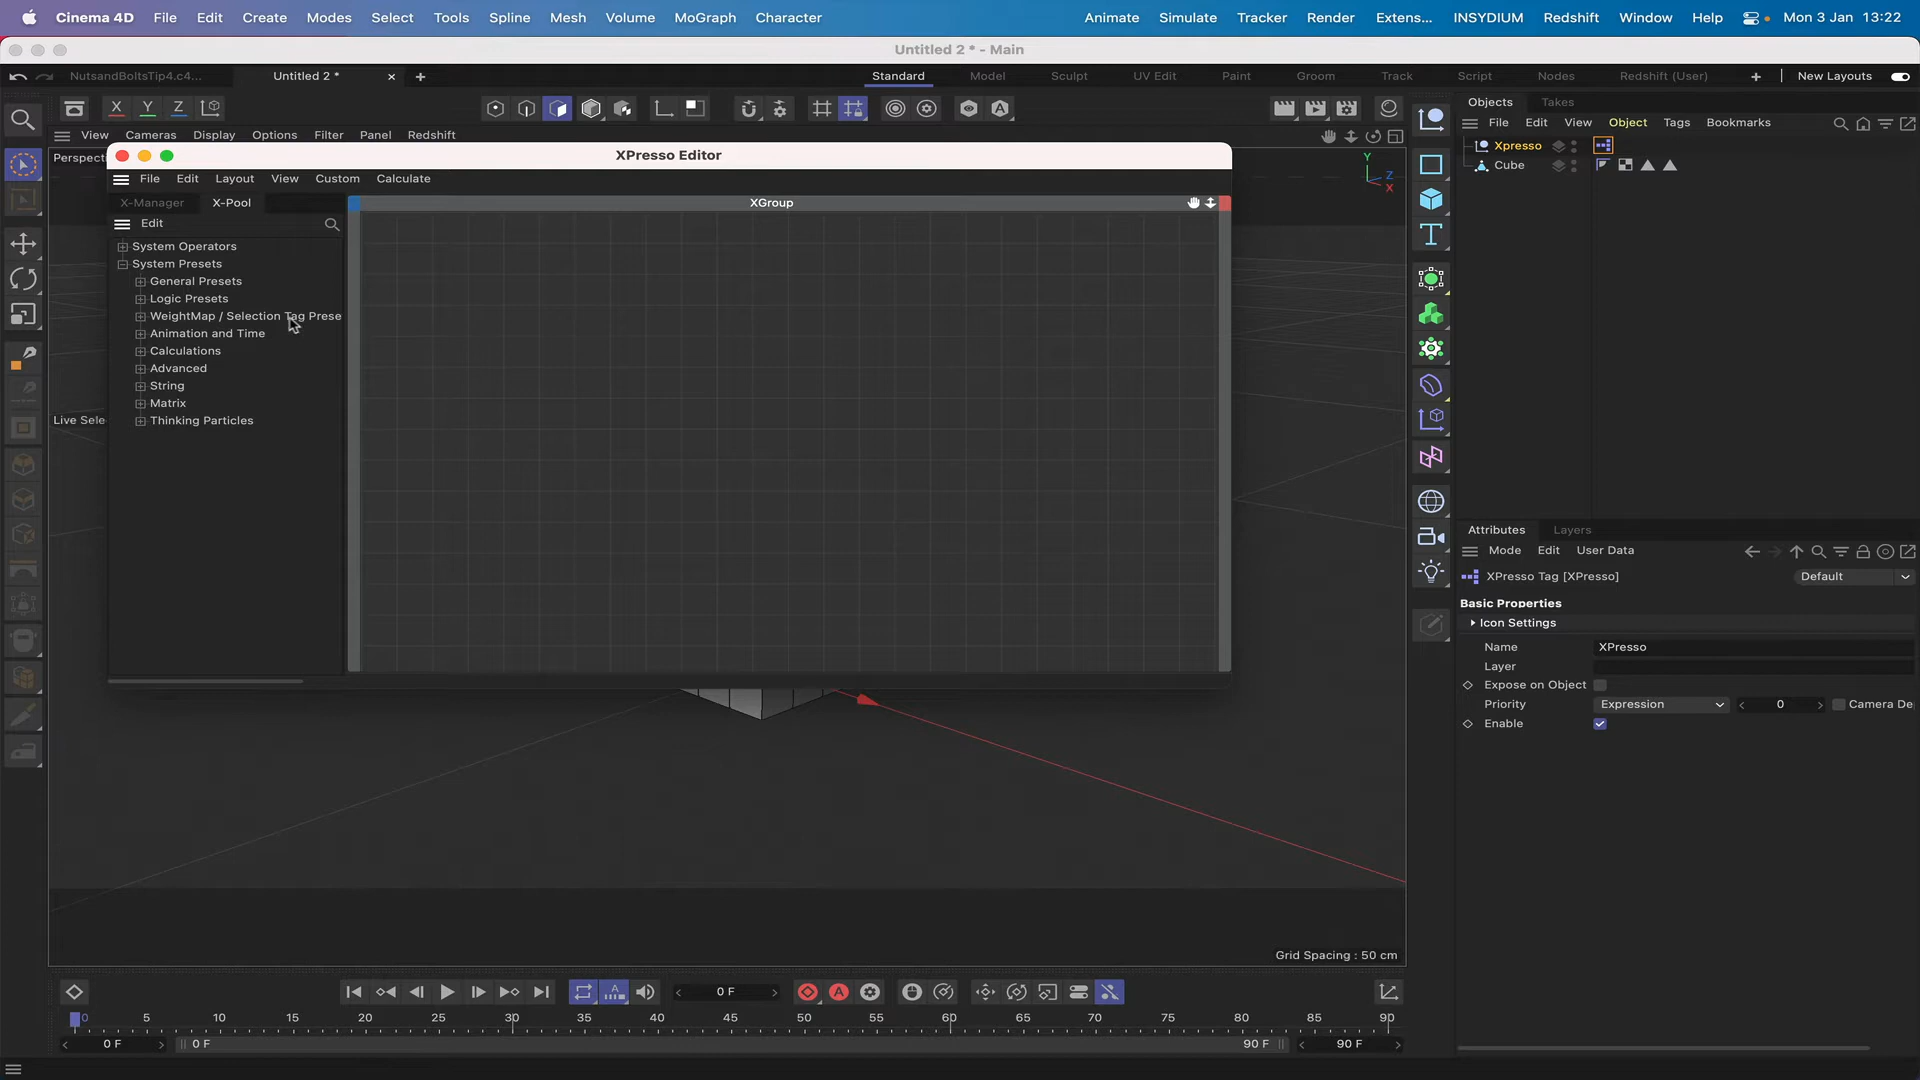 Cinema 4D File Edit Create Modes Select Tools Spline Mesh Volume MoGraph Character Animate Simulate Tracker Render Extens... INSYDIUM Redshift Window Help Mon 3 Jan 13:22
Untitled 2 * - Main
NutsandBoltsTip4.c4... Untitled 2 * Standard Model Sculpt UV Edit Paint Groom Track Script Nodes Redshift (User) New Layouts
X Y Z
View Cameras Display Options Filter Panel Redshift
Perspecti
XPresso Editor
File Edit Layout View Custom Calculate
X-Manager X-Pool
XGroup
Edit
System Operators
System Presets
General Presets
Logic Presets
WeightMap / Selection Tag Prese
Animation and Time
Calculations
Advanced
String
Matrix
Thinking Particles
Live Sele
Y
Z
X
Grid Spacing : 50 cm
Objects Takes
File Edit View Object Tags Bookmarks
Xpresso
Cube
Attributes Layers
Mode Edit User Data
XPresso Tag [XPresso] Default
Basic Properties
Icon Settings
Name XPresso
Layer
Expose on Object
Priority Expression 0 Camera De
Enable
0 F
0 5 10 15 20 25 30 35 40 45 50 55 60 65 70 75 80 85 90
0 F 0 F 90 F 90 F